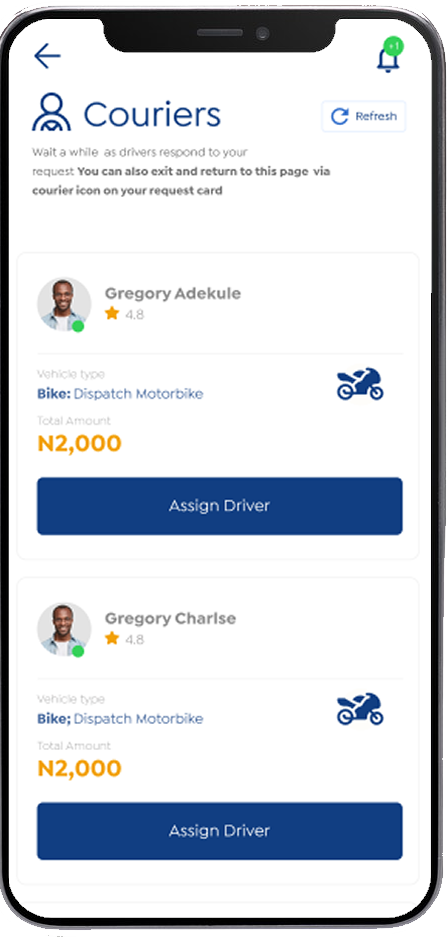 +1
Couriers
Refresh
Wait a while as drivers respond to your
request You can also exit and return to this page via
courier icon on your request card
Gregory Adekule
4.8
Vehicle type
Bike: Dispatch Motorbike
Total Amount
N2,000
Assign Driver
Gregory Charlse
4.8
Vehicle type
Bike; Dispatch Motorbike
Total Amount
N2,000
Assign Driver